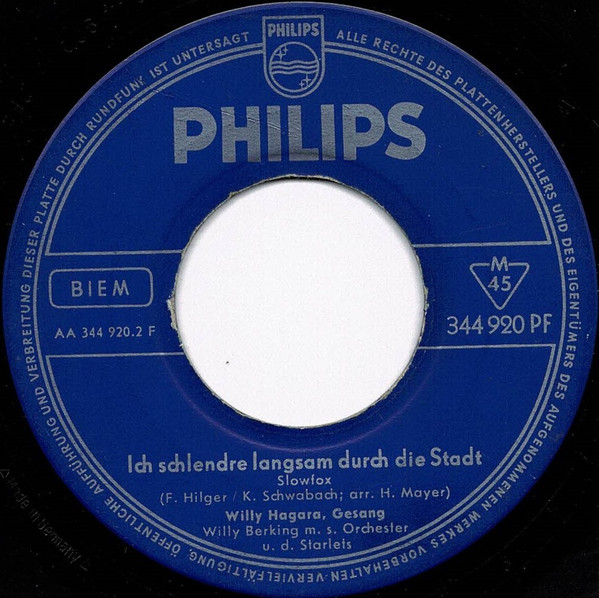 PHILIPS
PHILIPS
ALLE RECHTE DES PLATTENHERSTELLERS UND DES EIGENTÜMERS DES AUFGENOMMENEN WERKES VORBEHALTEN · VERVIELFÄLTIGUNG, ÖFFENTLICHE AUFFÜHRUNG UND VERBREITUNG DIESER PLATTE DURCH RUNDFUNK IST UNTERSAGT
BIEM
M
45
AA 344 920.2 F
344 920 PF
Ich schlendre langsam durch die Stadt
Slowfox
(F. Hilger / K. Schwabach; arr. H. Mayer)
Willy Hagara, Gesang
Willy Berking m. s. Orchester
u. d. Starlets